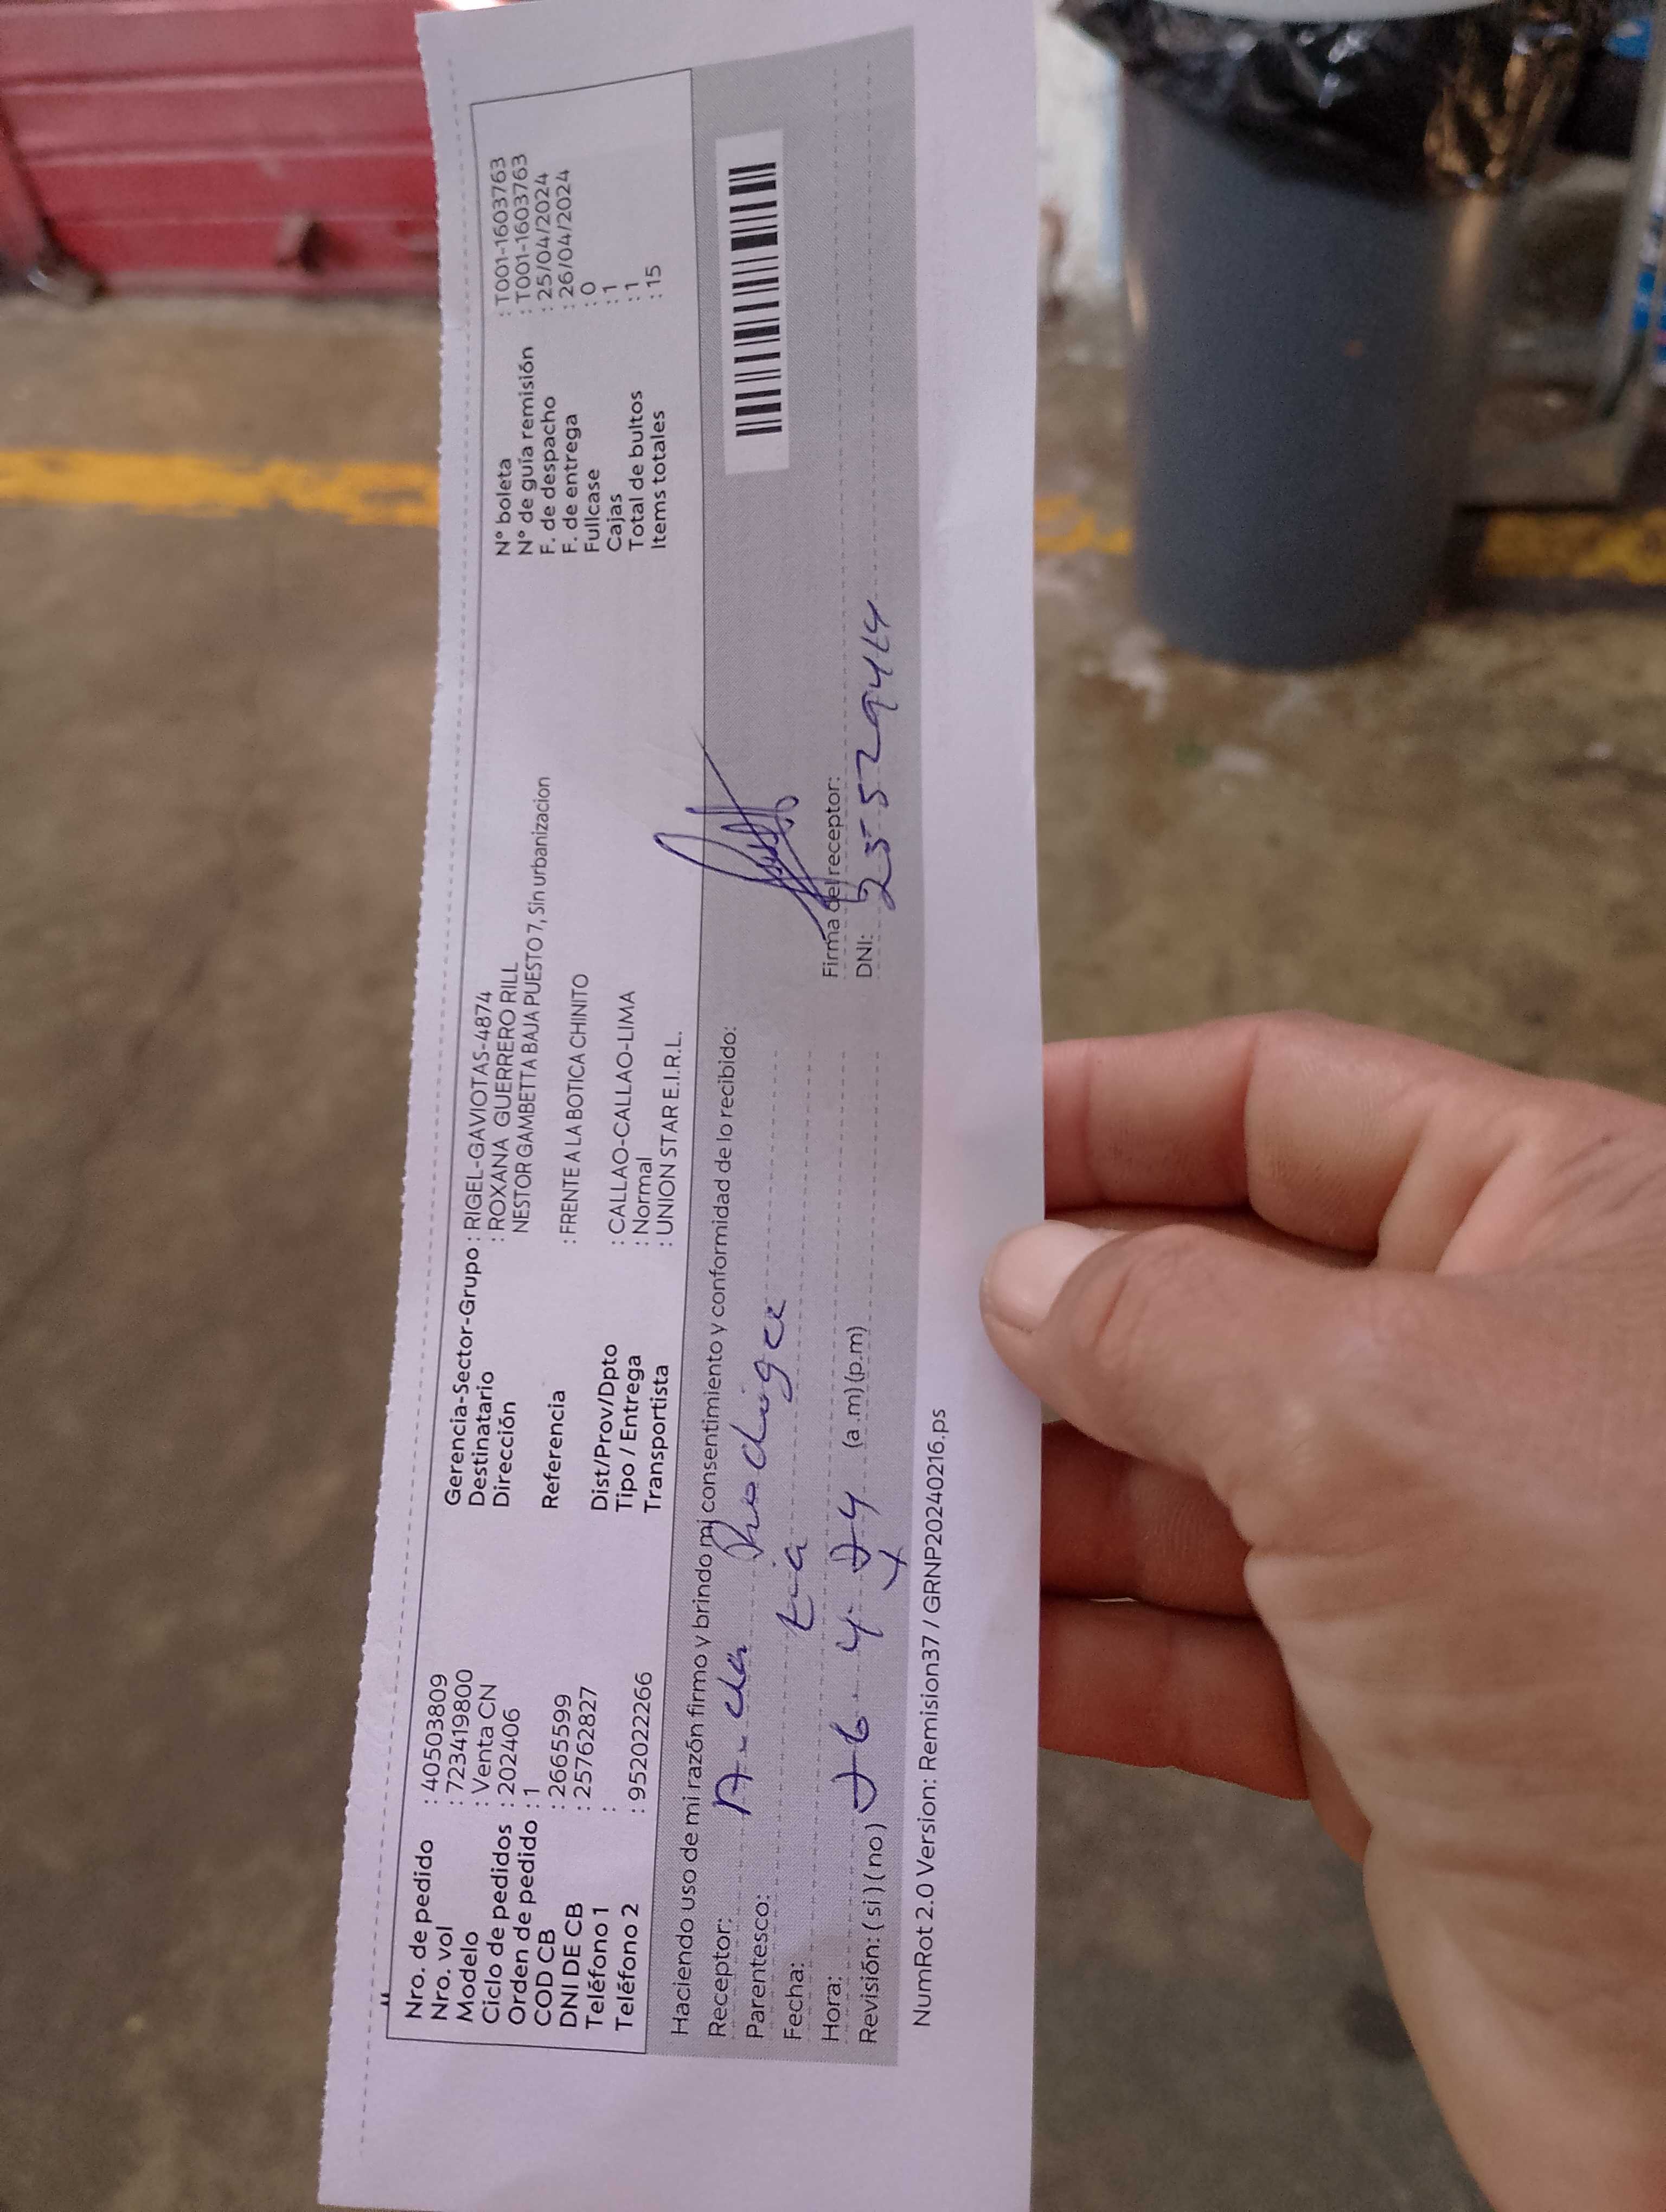 Nro. de pedido : 40503809
Nro. vol : 723419800
Modelo : Venta CN
Ciclo de pedidos : 202406
Orden de pedido : 1
COD CB : 2665599
DNI DE CB : 25762827
Teléfono 1 :
Teléfono 2 : 952022266
Gerencia-Sector-Grupo : RIGEL-GAVIOTAS-4874
Destinatario : ROXANA GUERRERO RILL
Dirección NESTOR GAMBETTA BAJA PUESTO 7, Sin urbanizacion
Referencia : FRENTE A LA BOTICA CHINITO
Dist/Prov/Dpto : CALLAO-CALLAO-LIMA
Tipo / Entrega : Normal
Transportista : UNION STAR E.I.R.L.
N° boleta : T001-1603763
N° de guía remisión : T001-1603763
F. de despacho : 25/04/2024
F. de entrega : 26/04/2024
Fullcase : 0
Cajas : 1
Total de bultos : 1
Items totales : 15
Haciendo uso de mi razón firmo y brindo mi consentimiento y conformidad de lo recibido:
Receptor:
Parentesco: tia
Fecha:
Hora: (a.m)(p.m)
Revisión: (si)(no)
Firma del receptor:
DNI:
NumRot 2.0 Version: Remision37 / GRNP20240216.ps